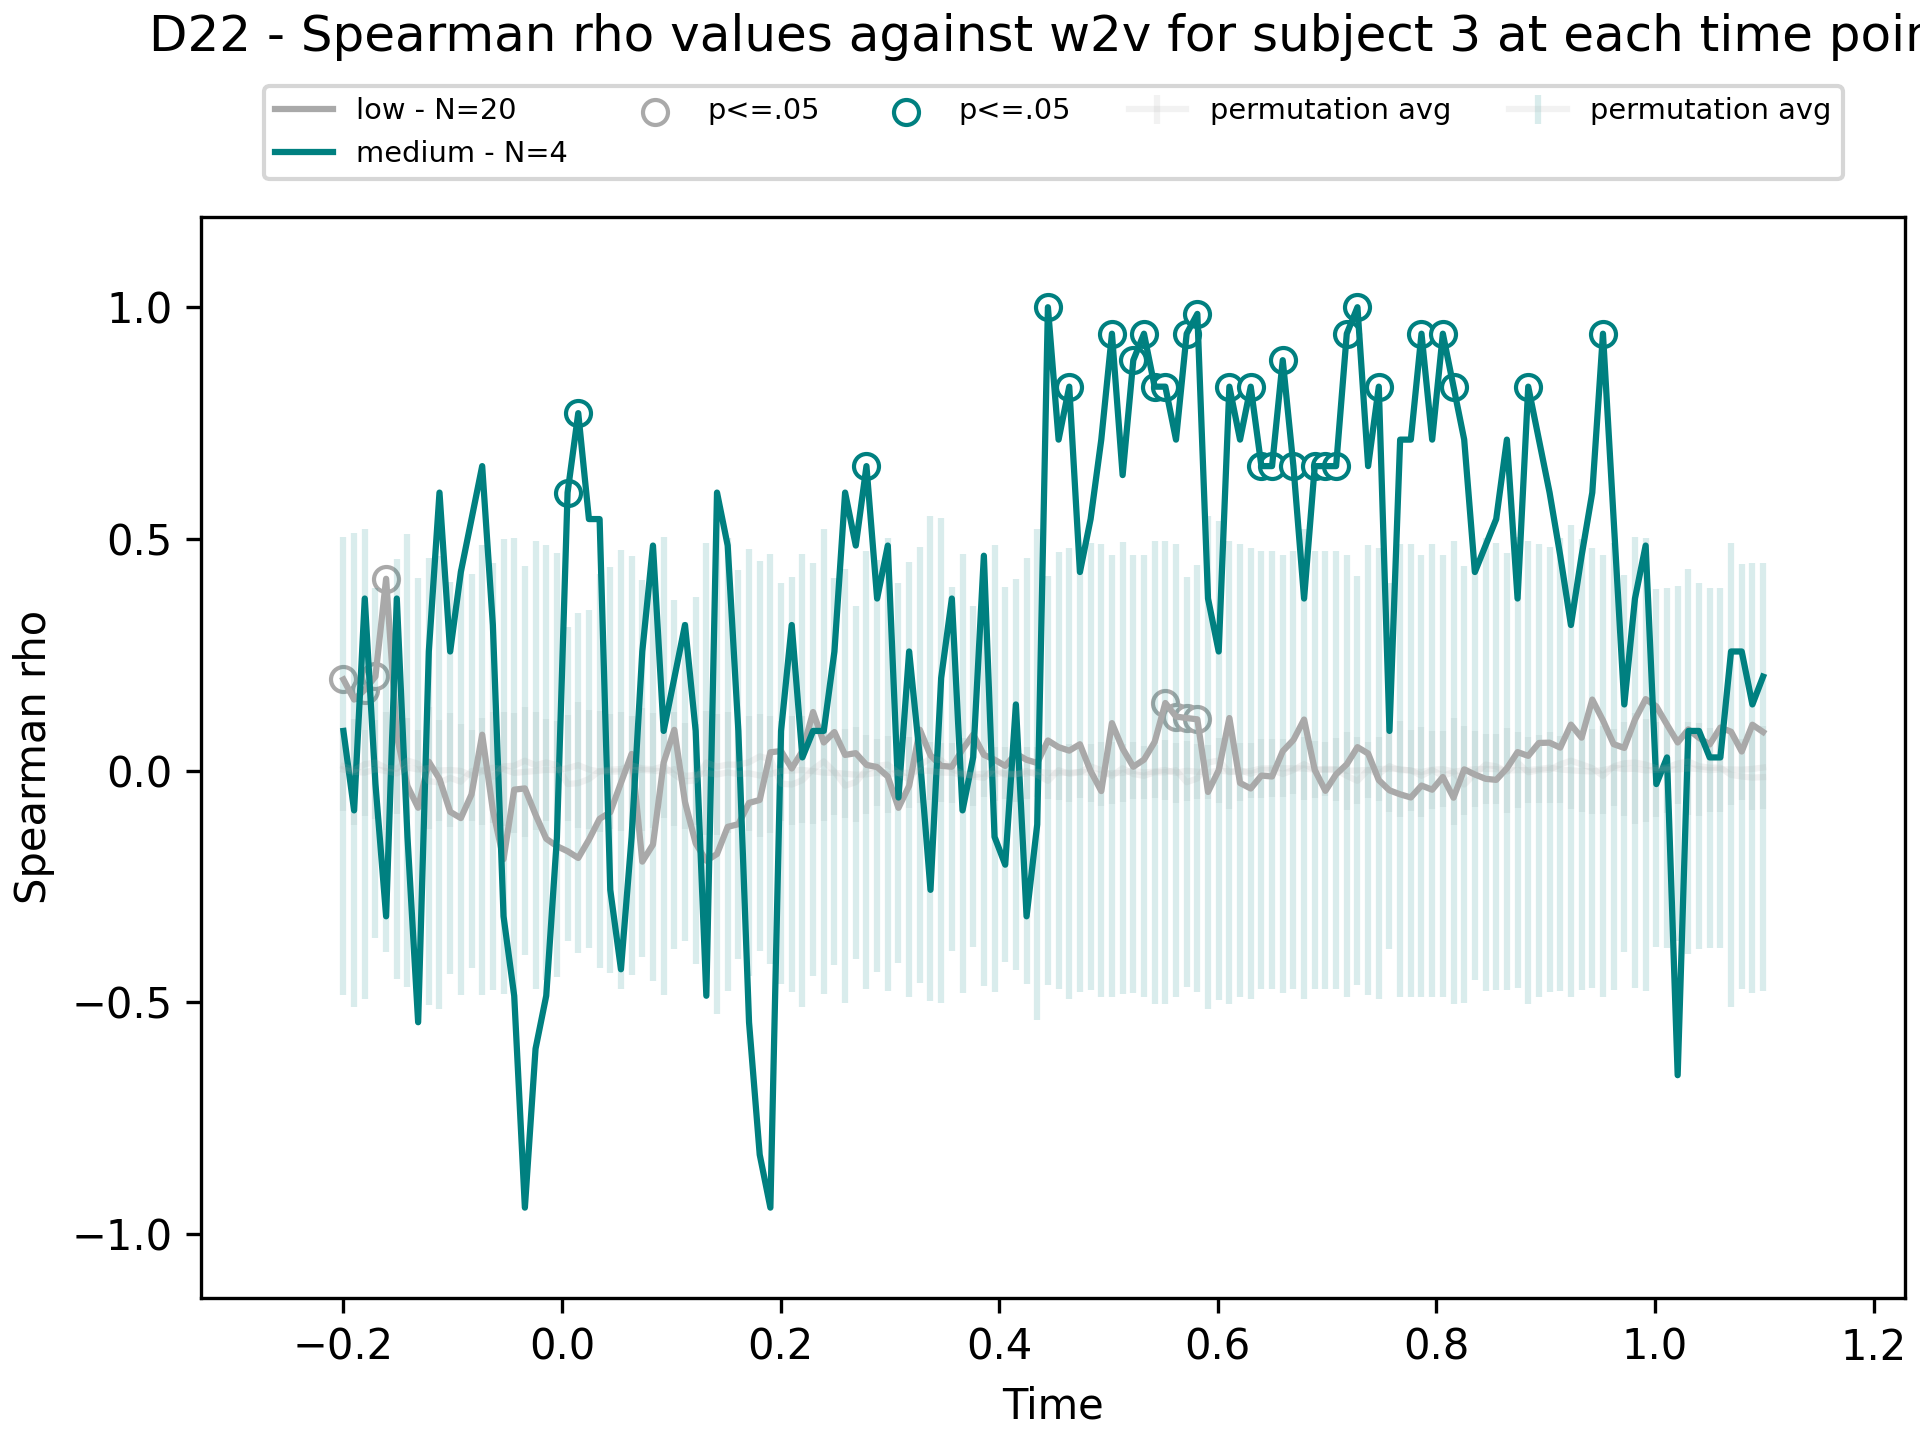 D22 - Spearman rho values against w2v for subject 3 at each time poin
low - N=20
medium - N=4
p<=.05
p<=.05
permutation avg
permutation avg
Spearman rho
1.0
0.5
0.0
−0.5
−1.0
−0.2 0.0 0.2 0.4 0.6 0.8 1.0 1.2
Time